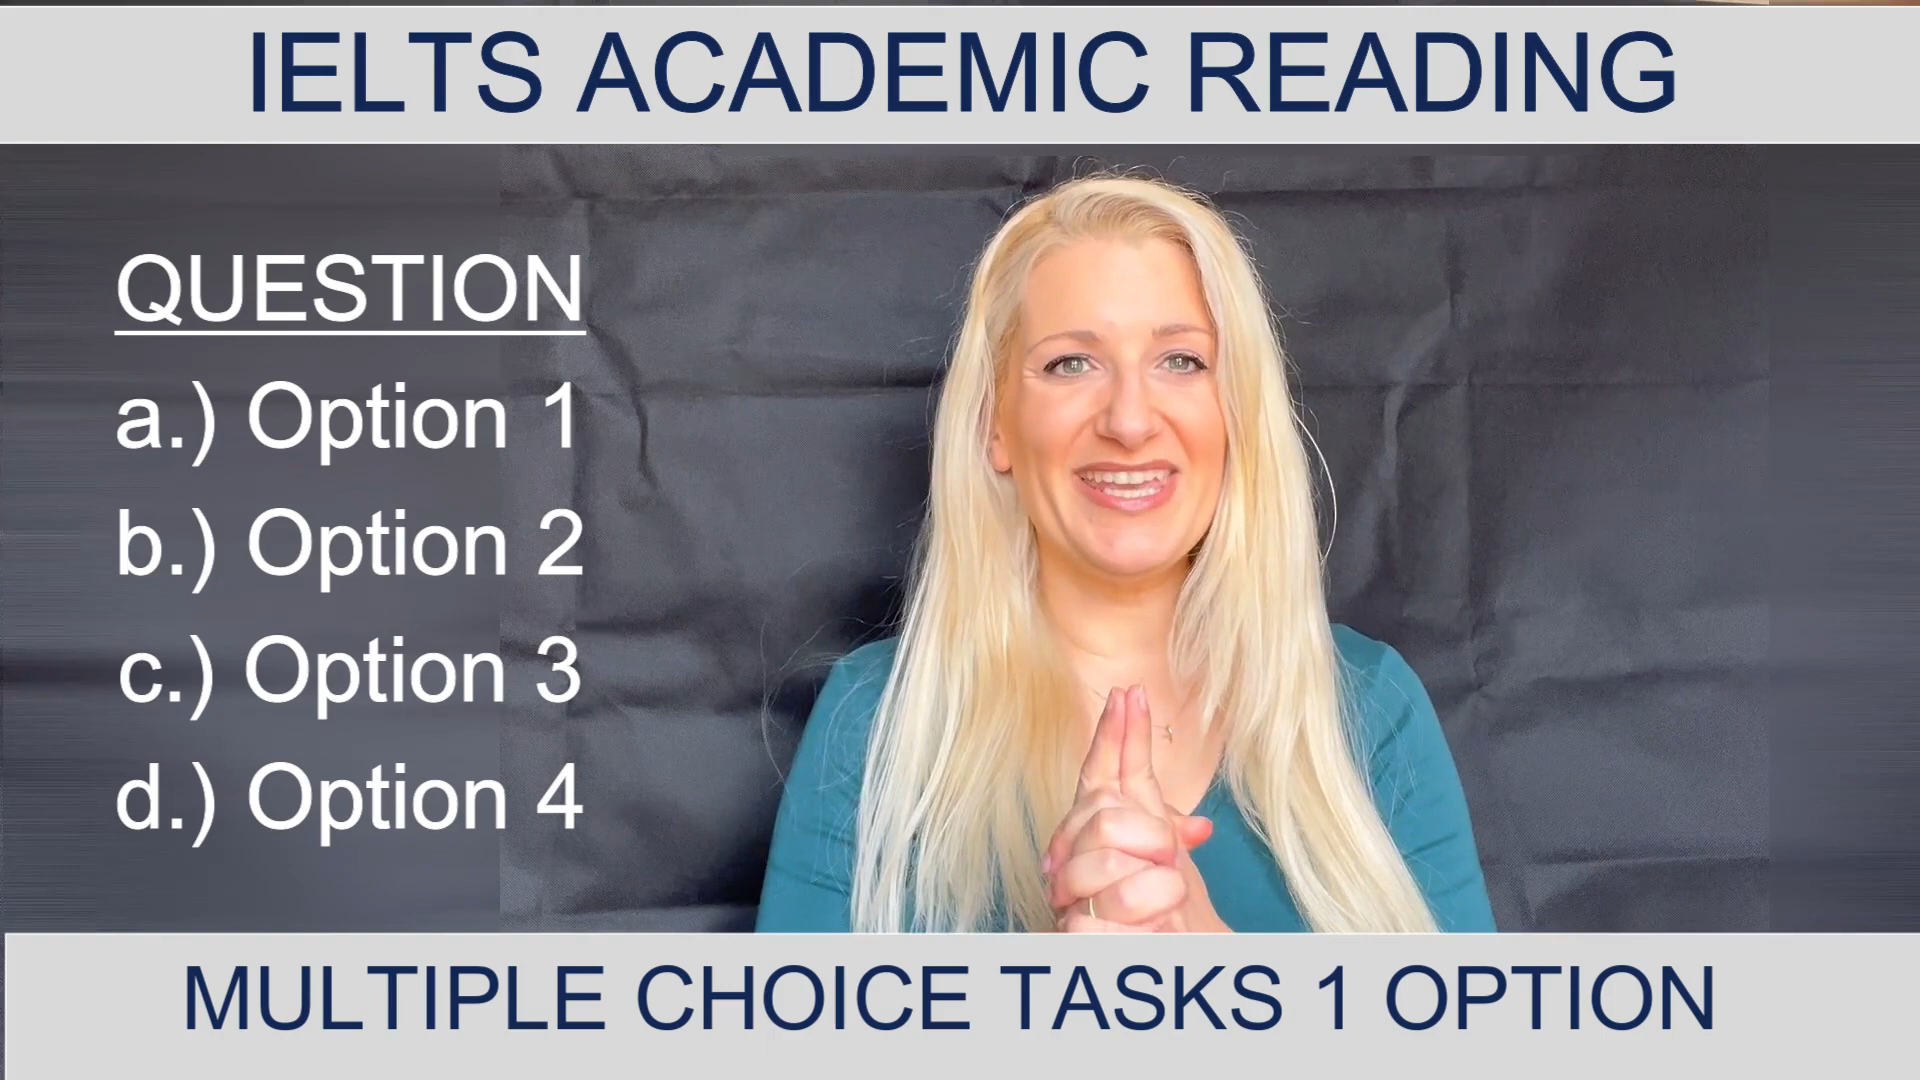 IELTS ACADEMIC READING
QUESTION
a.) Option 1
b.) Option 2
c.) Option 3
d.) Option 4
MULTIPLE CHOICE TASKS 1 OPTION